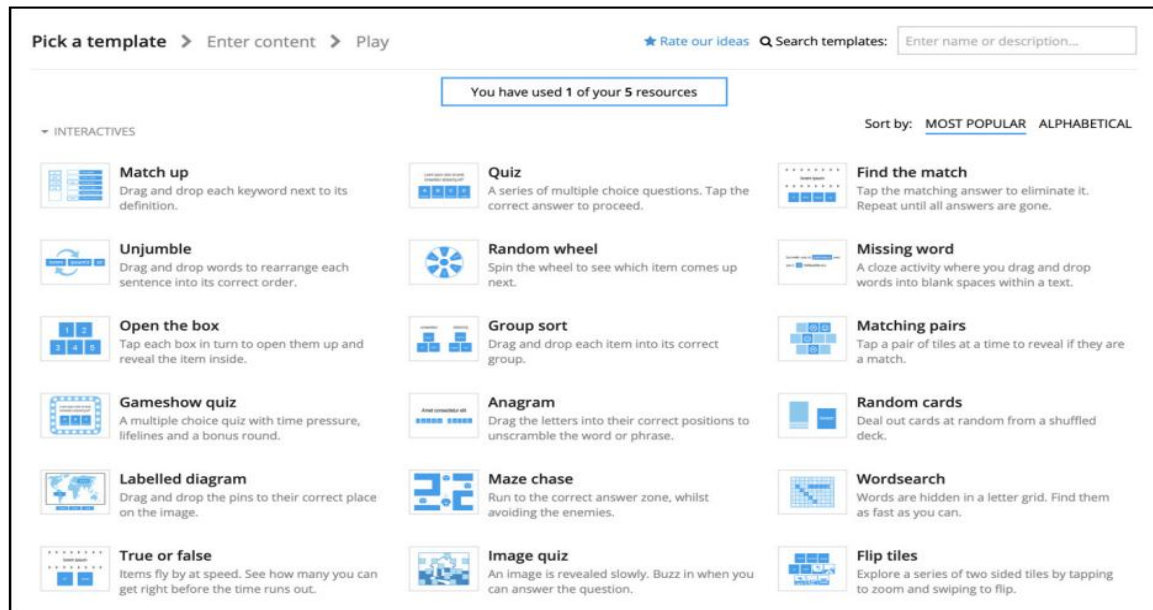 Pick a template > Enter content > Play
★ Rate our ideas Search templates: Enter name or description...
You have used 1 of your 5 resources
INTERACTIVES
Sort by: MOST POPULAR ALPHABETICAL
Match up
Drag and drop each keyword next to its
definition.
Quiz
A series of multiple choice questions. Tap the
correct answer to proceed.
Find the match
Tap the matching answer to eliminate it.
Repeat until all answers are gone.
Unjumble
Drag and drop words to rearrange each
sentence into its correct order.
Random wheel
Spin the wheel to see which item comes up
next.
Missing word
A cloze activity where you drag and drop
words into blank spaces within a text.
Open the box
Tap each box in turn to open them up and
reveal the item inside.
Group sort
Drag and drop each item into its correct
group.
Matching pairs
Tap a pair of tiles at a time to reveal if they are
a match.
Gameshow quiz
A multiple choice quiz with time pressure,
lifelines and a bonus round.
Anagram
Drag the letters into their correct positions to
unscramble the word or phrase.
Random cards
Deal out cards at random from a shuffled
deck.
Labelled diagram
Drag and drop the pins to their correct place
on the image.
Maze chase
Run to the correct answer zone, whilst
avoiding the enemies.
Wordsearch
Words are hidden in a letter grid. Find them
as fast as you can.
True or false
Items fly by at speed. See how many you can
get right before the time runs out.
Image quiz
An image is revealed slowly. Buzz in when you
can answer the question.
Flip tiles
Explore a series of two sided tiles by tapping
to zoom and swiping to flip.